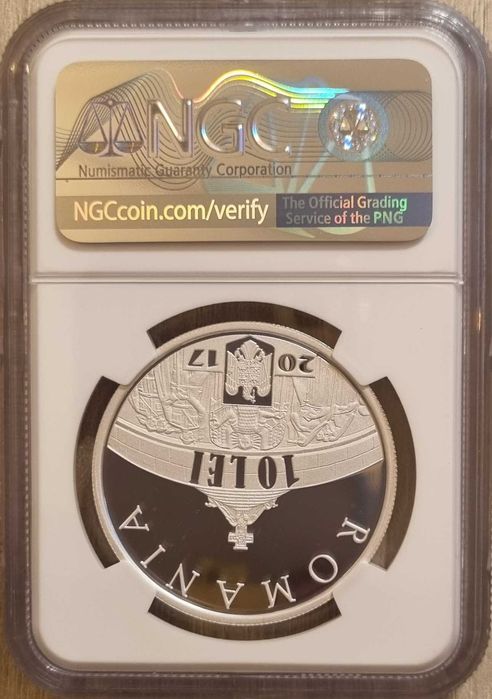 NGC
Numismatic Guaranty Corporation
NGCcoin.com/verify
The Official Grading
Service of the PNG
ROMANIA
10 LEI
20 17